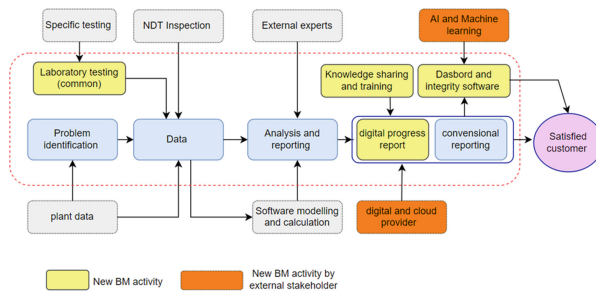 Specific testing
NDT Inspection
External experts
AI and Machine
learning
Laboratory testing
(common)
Knowledge sharing
and training
Dasbord and
integrity software
Problem
identification
Data
Analysis and
reporting
digital progress
report
convensional
reporting
Satisfied
customer
plant data
Software modelling
and calculation
digital and cloud
provider
New BM activity
New BM activity by
external stakeholder